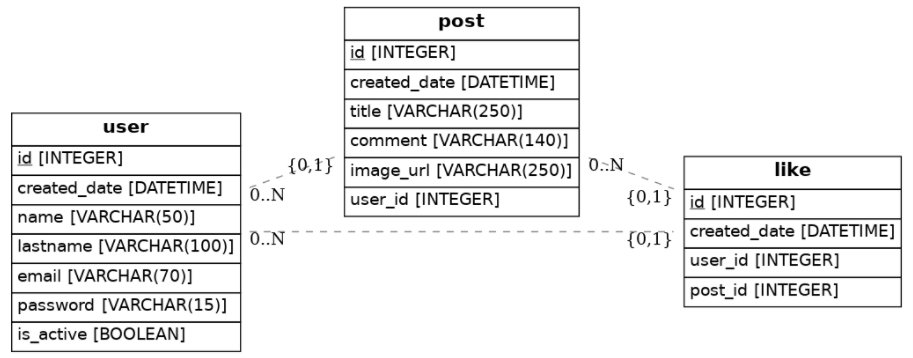 post
id [INTEGER]
created_date [DATETIME]
title [VARCHAR(250)]
comment [VARCHAR(140)]
image_url [VARCHAR(250)]
user_id [INTEGER]
user
id [INTEGER]
created_date [DATETIME]
name [VARCHAR(50)]
lastname [VARCHAR(100)]
email [VARCHAR(70)]
password [VARCHAR(15)]
is_active [BOOLEAN]
{0,1}
0..N
0..N
0..N
{0,1}
{0,1}
like
id [INTEGER]
created_date [DATETIME]
user_id [INTEGER]
post_id [INTEGER]